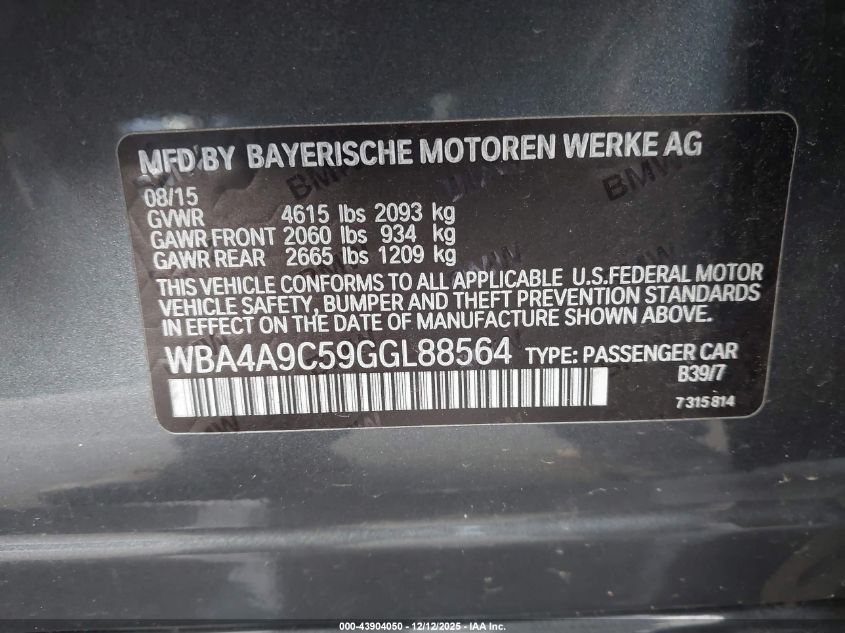 MFD BY BAYERISCHE MOTOREN WERKE AG
08/15
GVWR 4615 lbs 2093 kg
GAWR FRONT 2060 lbs 934 kg
GAWR REAR 2665 lbs 1209 kg
THIS VEHICLE CONFORMS TO ALL APPLICABLE U.S.FEDERAL MOTOR
VEHICLE SAFETY, BUMPER AND THEFT PREVENTION STANDARDS
IN EFFECT ON THE DATE OF MANUFACTURE SHOWN ABOVE.
WBA4A9C59GGL88564 TYPE: PASSENGER CAR
B39/7
7315814
000-43904050 - 12/12/2025 - IAA Inc.